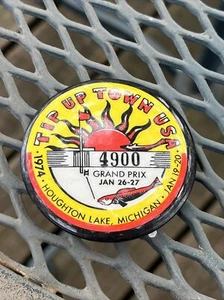 TIP UP TOWN USA
4900
GRAND PRIX
JAN 26-27
· 1974 · HOUGHTON LAKE, MICHIGAN · JAN 19-20 ·